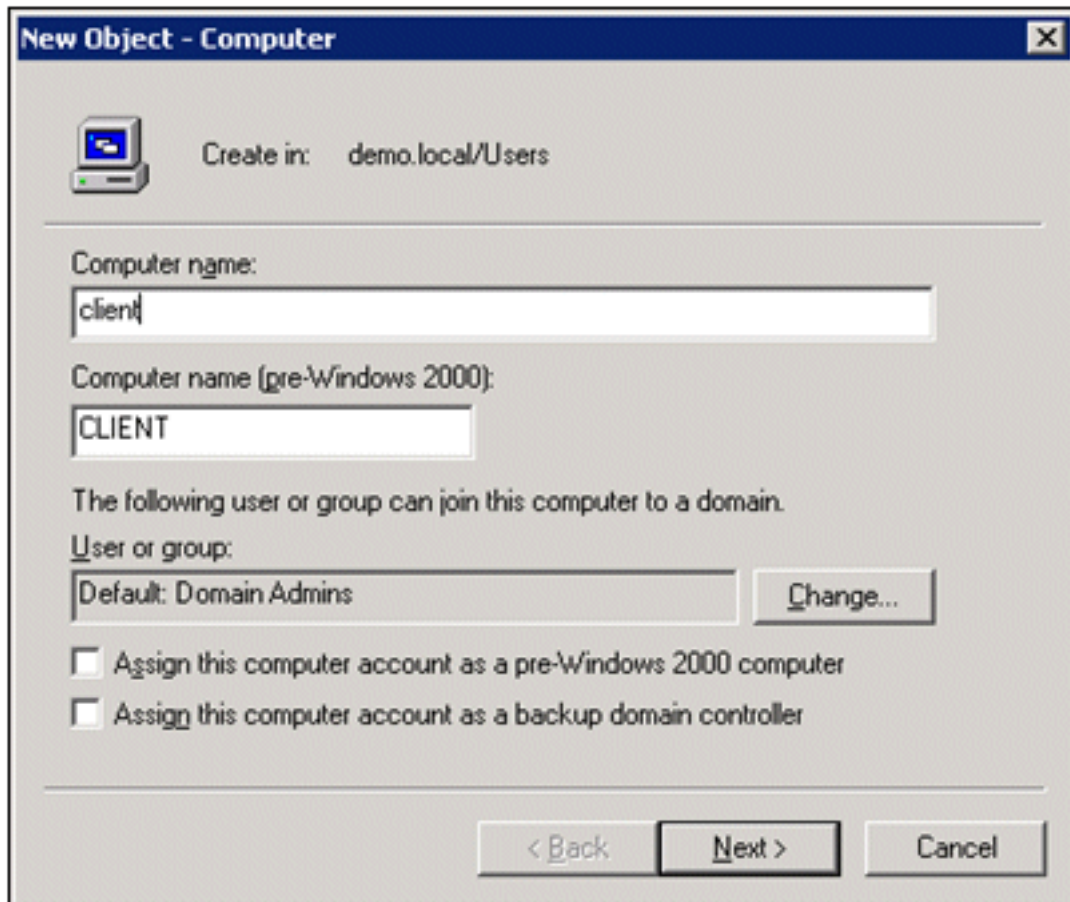 New Object - Computer
Create in: demo.local/Users
Computer name:
client
Computer name (pre-Windows 2000):
CLIENT
The following user or group can join this computer to a domain.
User or group:
Default: Domain Admins
Change...
Assign this computer account as a pre-Windows 2000 computer
Assign this computer account as a backup domain controller
< Back Next > Cancel